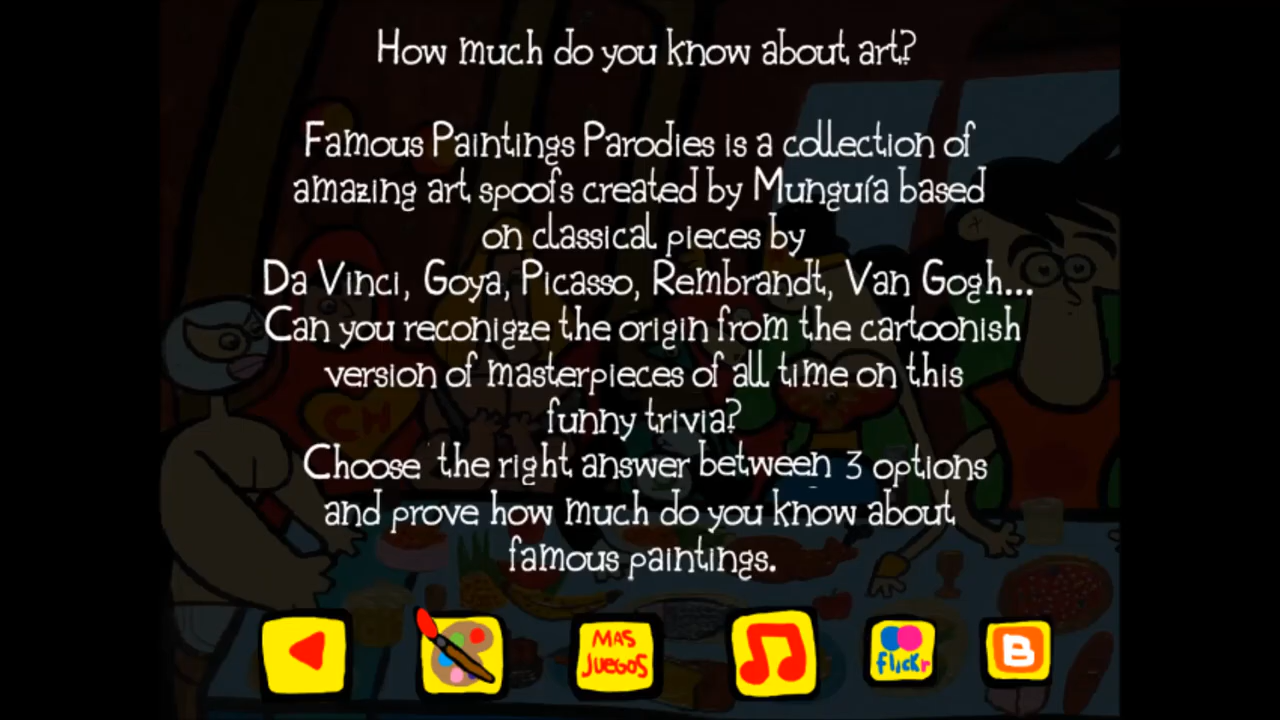 How much do you know about art?
Famous Paintings Parodies is a collection of
amazing art spoofs created by Munguía based
on classical pieces by
Da Vinci, Goya, Picasso, Rembrandt, Van Gogh...
Can you reconigze the origin from the cartoonish
version of masterpieces of all time on this
funny trivia?
Choose the right answer between 3 options
and prove how much do you know about
famous paintings.
CH
MAS
JUEGOS
flickr
B